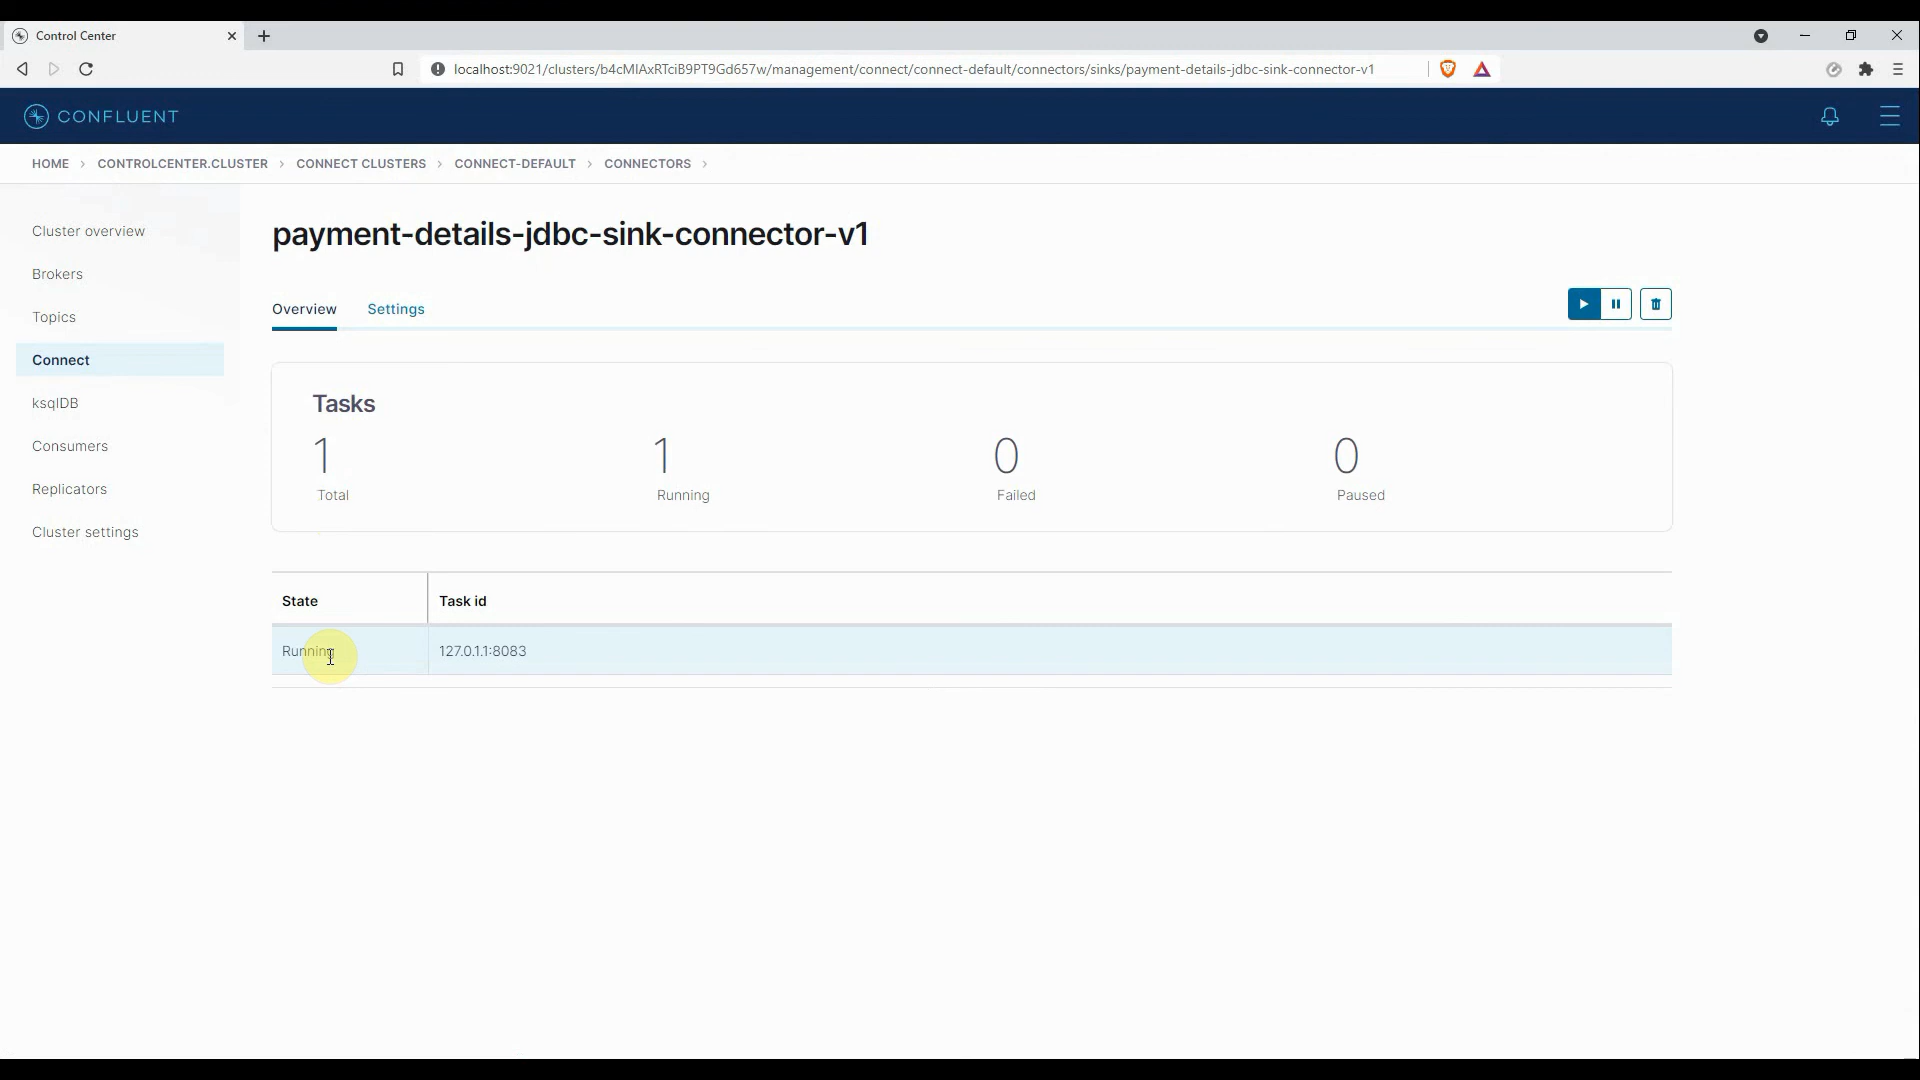 Control Center
localhost:9021/clusters/b4cMIAxRTciB9PT9Gd657w/management/connect/connect-default/connectors/sinks/payment-details-jdbc-sink-connector-v1
CONFLUENT
HOME > CONTROLCENTER.CLUSTER > CONNECT CLUSTERS > CONNECT-DEFAULT > CONNECTORS >
Cluster overview
Brokers
Topics
Connect
ksqlDB
Consumers
Replicators
Cluster settings
payment-details-jdbc-sink-connector-v1
Overview Settings
Tasks
1 1 0 0
Total Running Failed Paused
State Task id
Running 127.0.1.1:8083